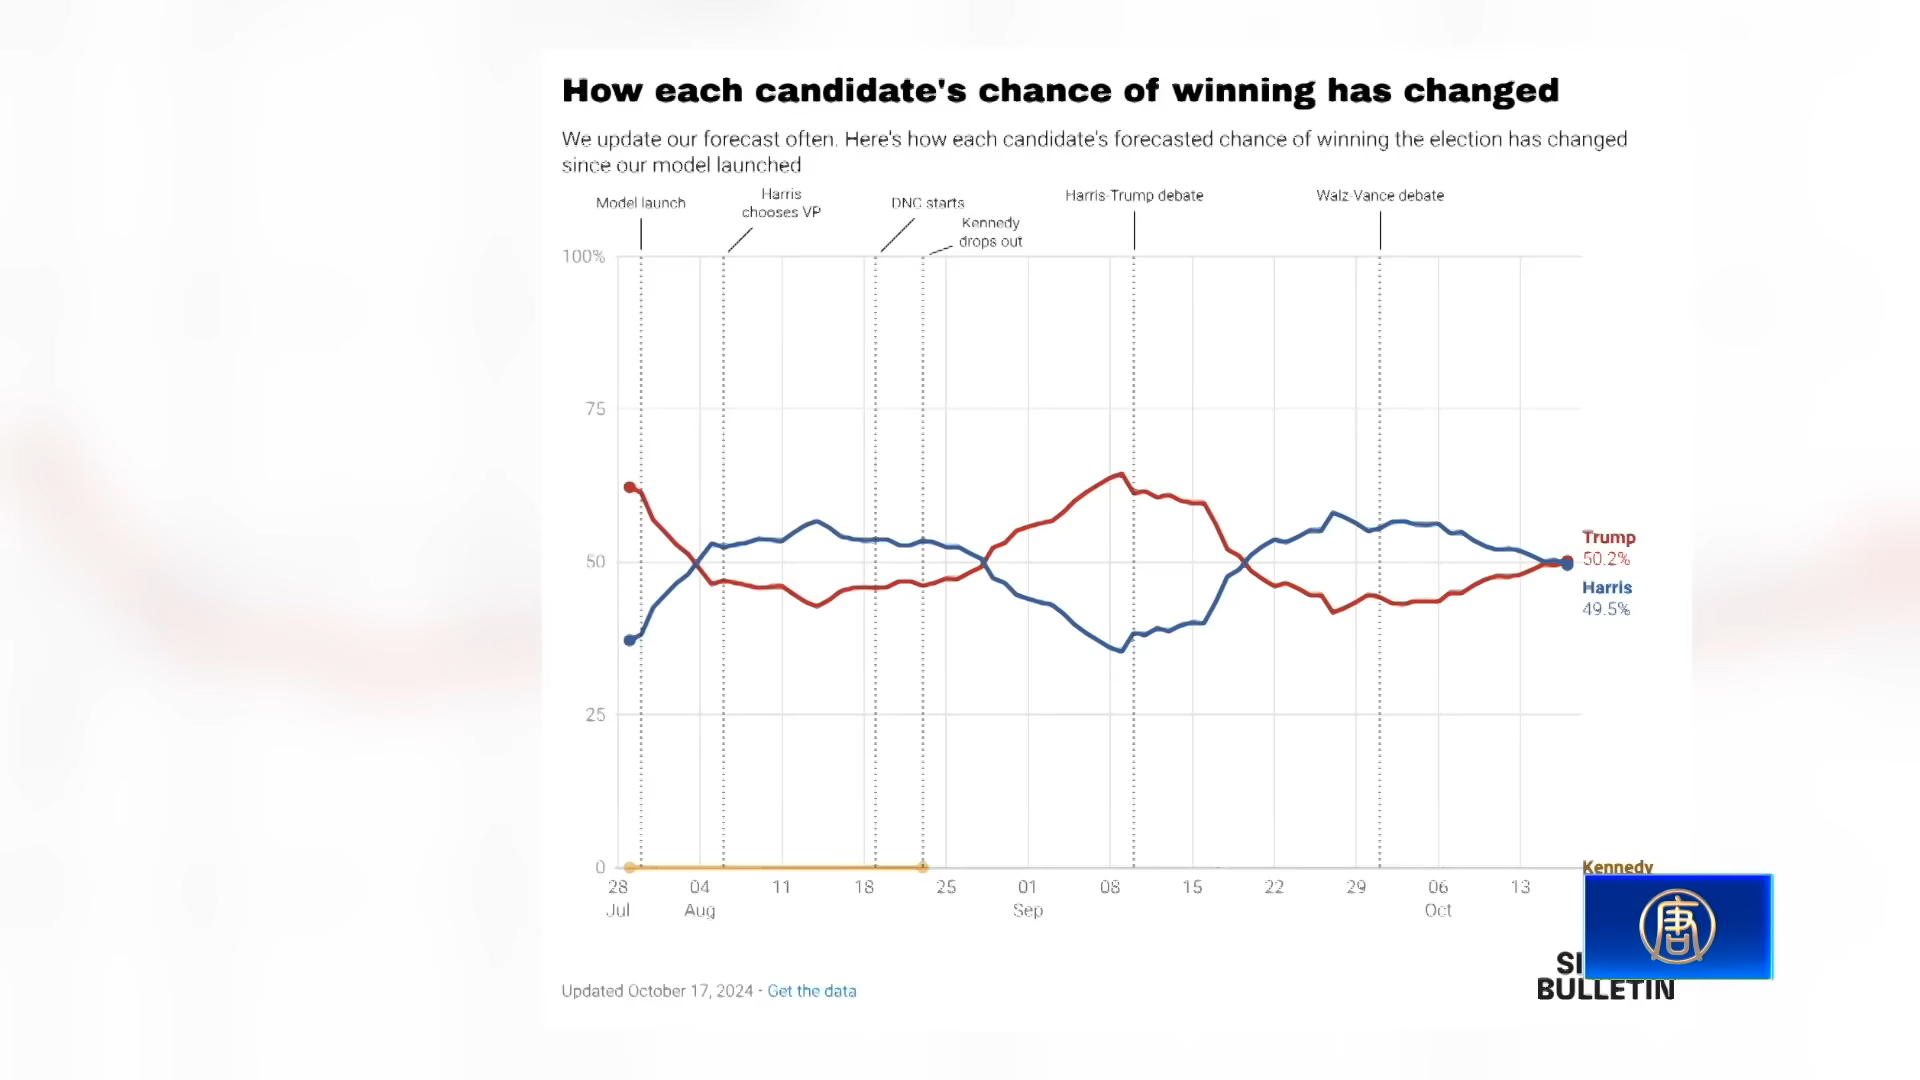 How each candidate's chance of winning has changed
We update our forecast often. Here's how each candidate's forecasted chance of winning the election has changed
since our model launched
Model launch
Harris
chooses VP
DNC starts
Kennedy
drops out
Harris-Trump debate
Walz-Vance debate
100%
75
50
25
0
Trump
50.2%
Harris
49.5%
Kennedy
28 04 11 18 25 01 08 15 22 29 06 13
Jul Aug Sep Oct
唐
BULLETIN
Updated October 17, 2024 - Get the data